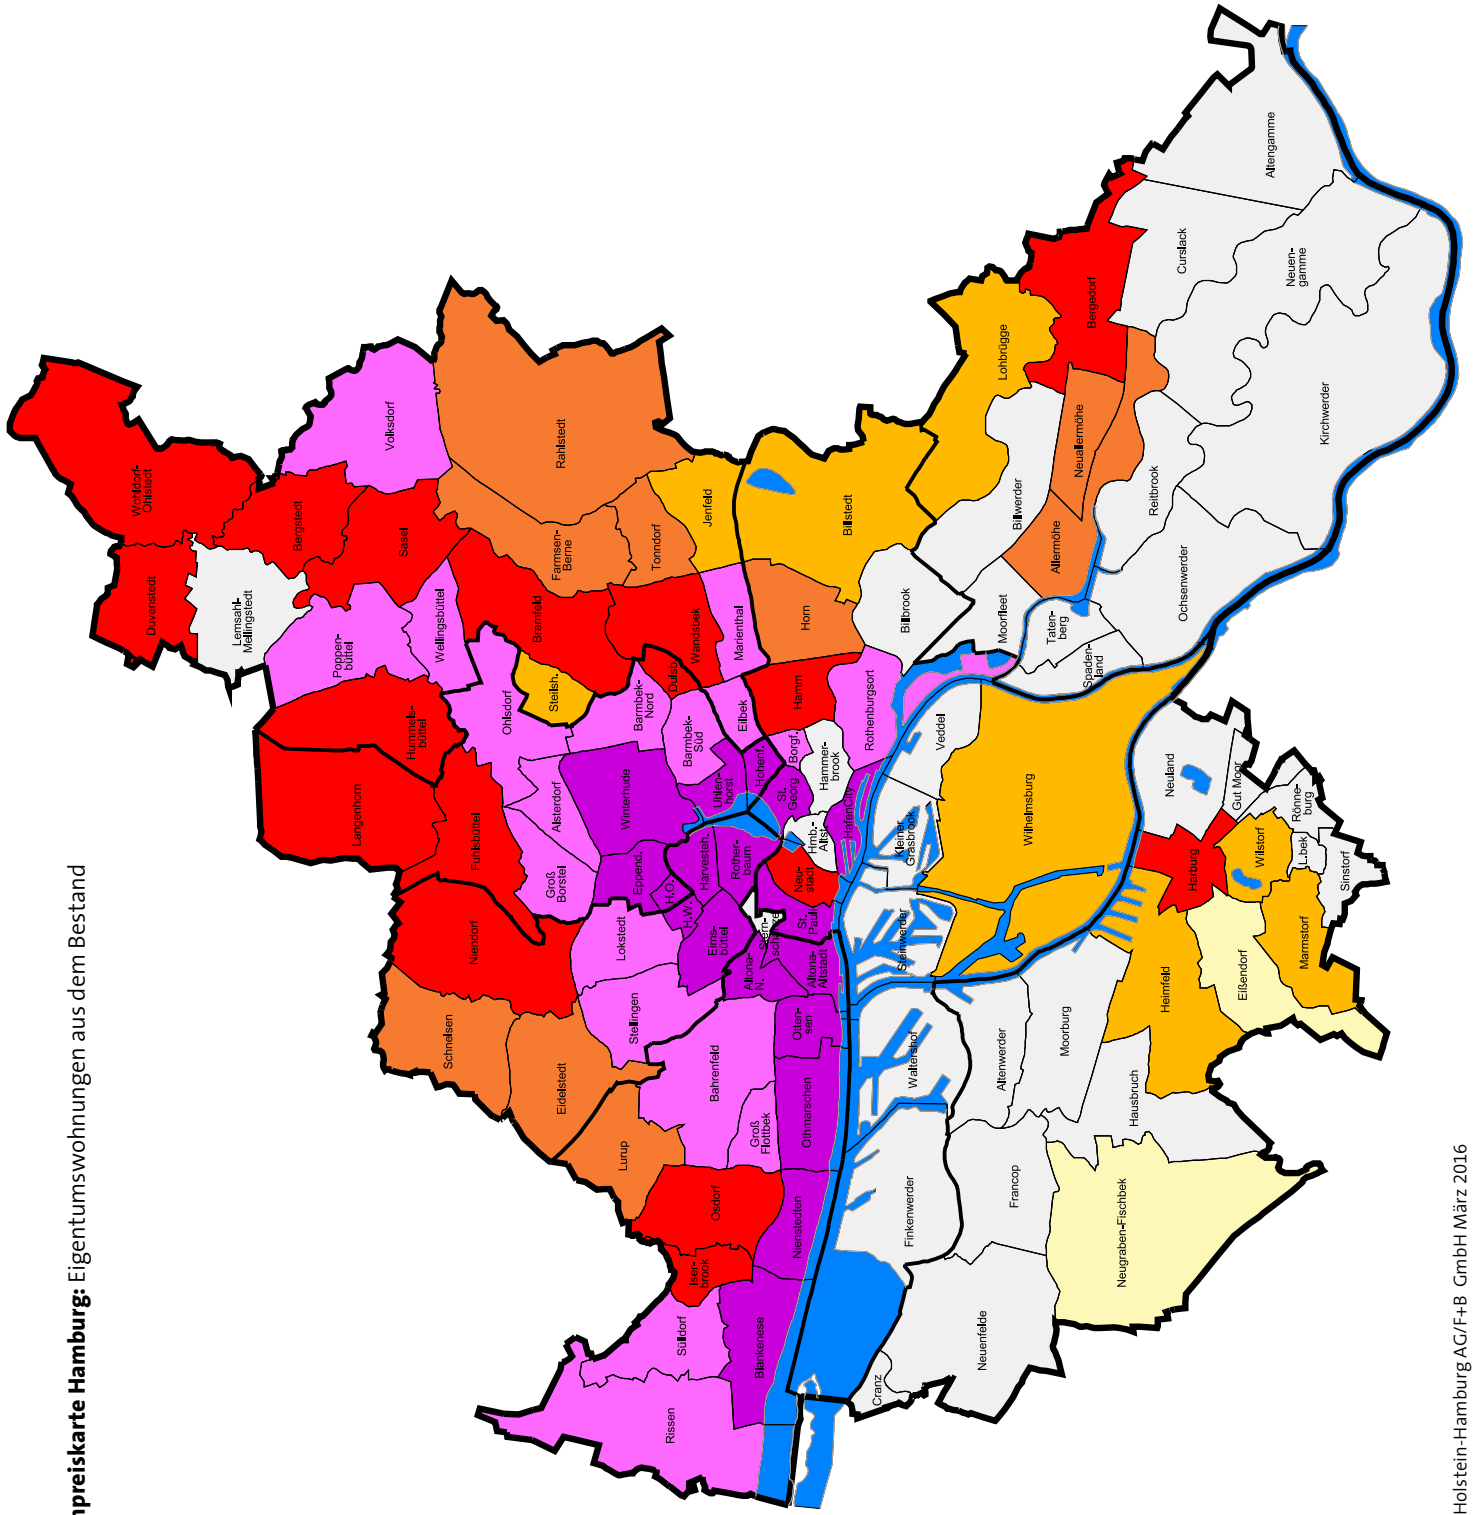 npreiskarte Hamburg: Eigentumswohnungen aus dem Bestand
Wohldorf-
Ohlstedt
Duvenstedt
Lemsahl-
Mellingstedt
Bergstedt
Volksdorf
Sasel
Poppen-
büttel
Wellingsbüttel
Hummels-
büttel
Langenhorn
Fuhlsbüttel
Ohlsdorf
Alsterdorf
Groß
Borstel
Niendorf
Schnelsen
Eidelstedt
Lokstedt
Stellingen
Rahlstedt
Farmsen-
Berne
Tonndorf
Jenfeld
Bramfeld
Steilsh.
Wandsbek
Marienthal
Dulsb.
Barmbek-
Nord
Barmbek-
Süd
Eilbek
Winterhude
Uhlen-
horst
Hohenf.
Eppend.
H.O.
H.W.
Harvesteh.
Rother-
baum
Eims-
büttel
Stern-
schanze
St.
Pauli
Neu-
stadt
Hmb.-
Altst.
St.
Georg
Borgf.
Hammer-
brook
HafenCity
Hamm
Horn
Billstedt
Billbrook
Rothenburgsort
Veddel
Kleiner
Grasbrook
Steinwerder
Altona-
N.
Altona-
Altstadt
Otten-
sen
Bahrenfeld
Groß
Flottbek
Othmarschen
Lurup
Osdorf
Nienstedten
Iser-
brook
Blankenese
Sülldorf
Rissen
Lohbrügge
Bergedorf
Billwerder
Neuallermöhe
Allermöhe
Moorfleet
Taten-
berg
Spaden-
land
Reitbrook
Ochsenwerder
Curslack
Altengamme
Neuen-
gamme
Kirchwerder
Wilhelmsburg
Waltershof
Finkenwerder
Cranz
Neuenfelde
Francop
Altenwerder
Moorburg
Hausbruch
Neugraben-Fischbek
Heimfeld
Eißendorf
Harburg
Wilstorf
Marmstorf
Neuland
Gut Moor
Rönne-
burg
L.bek
Sinstorf
Holstein-Hamburg AG/F+B GmbH März 2016